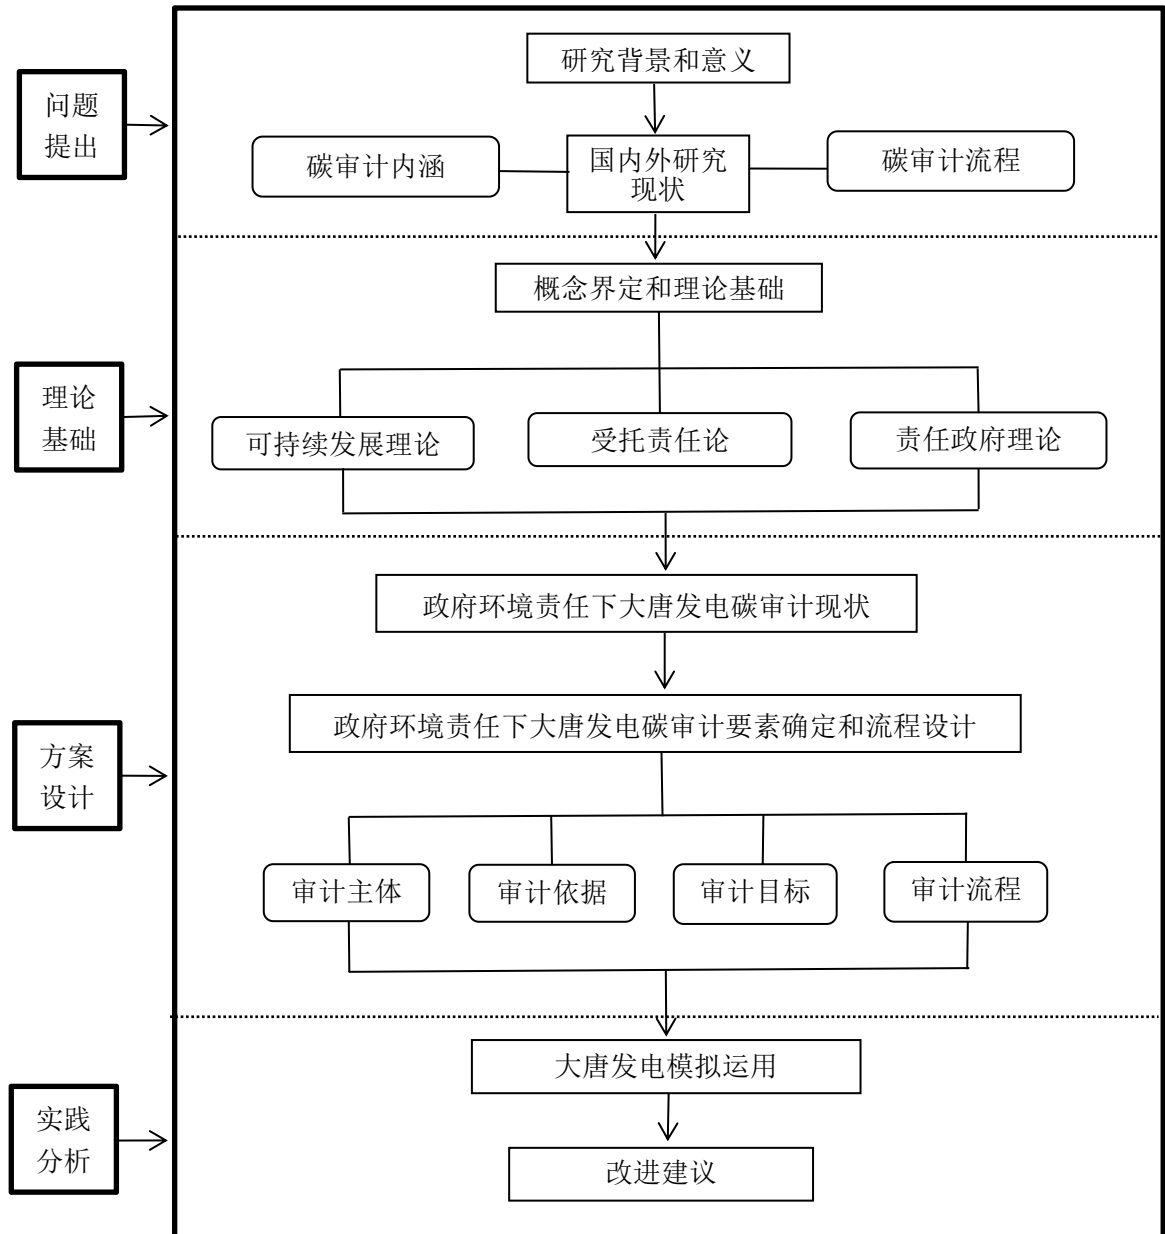 研究背景和意义
问题
提出
碳审计内涵
国内外研究
现状
碳审计流程
概念界定和理论基础
理论
基础
可持续发展理论
受托责任论
责任政府理论
政府环境责任下大唐发电碳审计现状
方案
设计
政府环境责任下大唐发电碳审计要素确定和流程设计
审计主体
审计依据
审计目标
审计流程
大唐发电模拟运用
实践
分析
改进建议